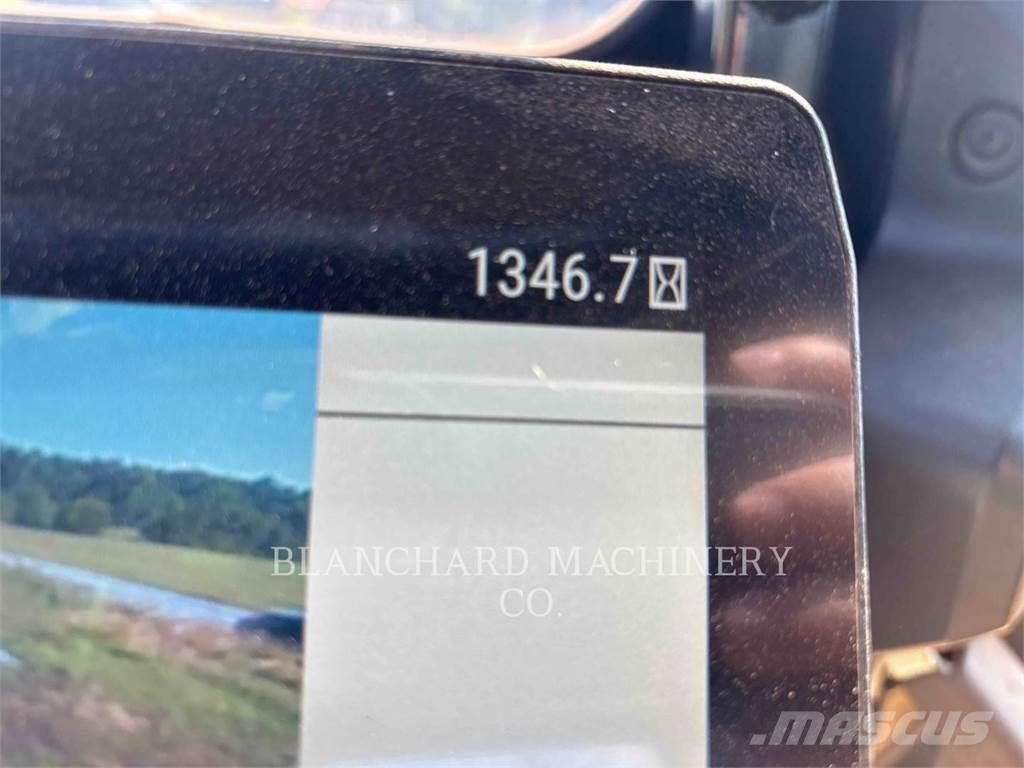 1346.7
BLANCHARD MACHINERY
CO.
MASCUS